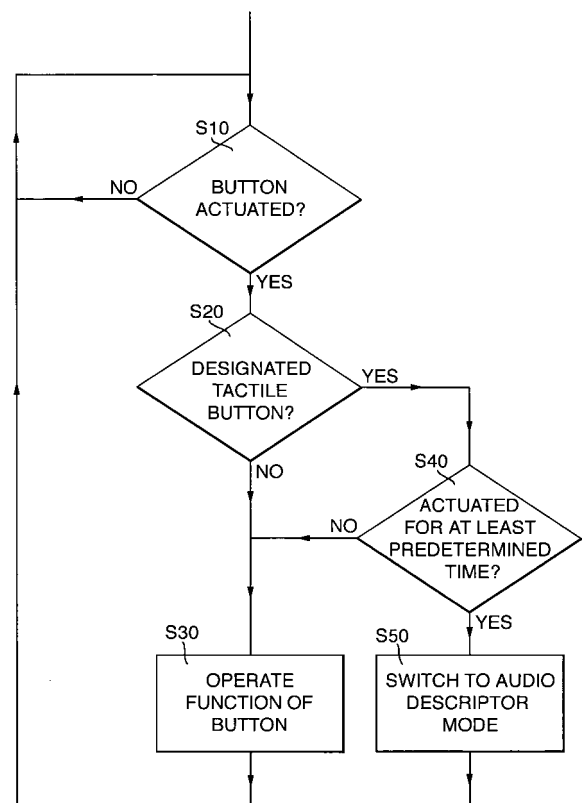 S10
NO
BUTTON
ACTUATED?
YES
S20
DESIGNATED
TACTILE
BUTTON?
YES
NO
S40
NO
ACTUATED
FOR AT LEAST
PREDETERMINED
TIME?
YES
S30
OPERATE
FUNCTION OF
BUTTON
S50
SWITCH TO AUDIO
DESCRIPTOR
MODE